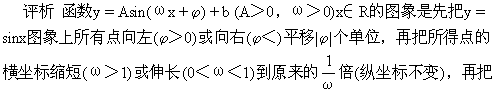 评析 函数y＝Asin(ωx＋φ)＋b (A＞0，ω＞0)x∈R的图象是先把y＝
sinx图象上所有点向左(φ＞0)或向右(φ＜)平移|φ|个单位，再把所得点的
横坐标缩短(ω＞1)或伸长(0＜ω＜1)到原来的$\frac{1}{ω}$倍(纵坐标不变)，再把